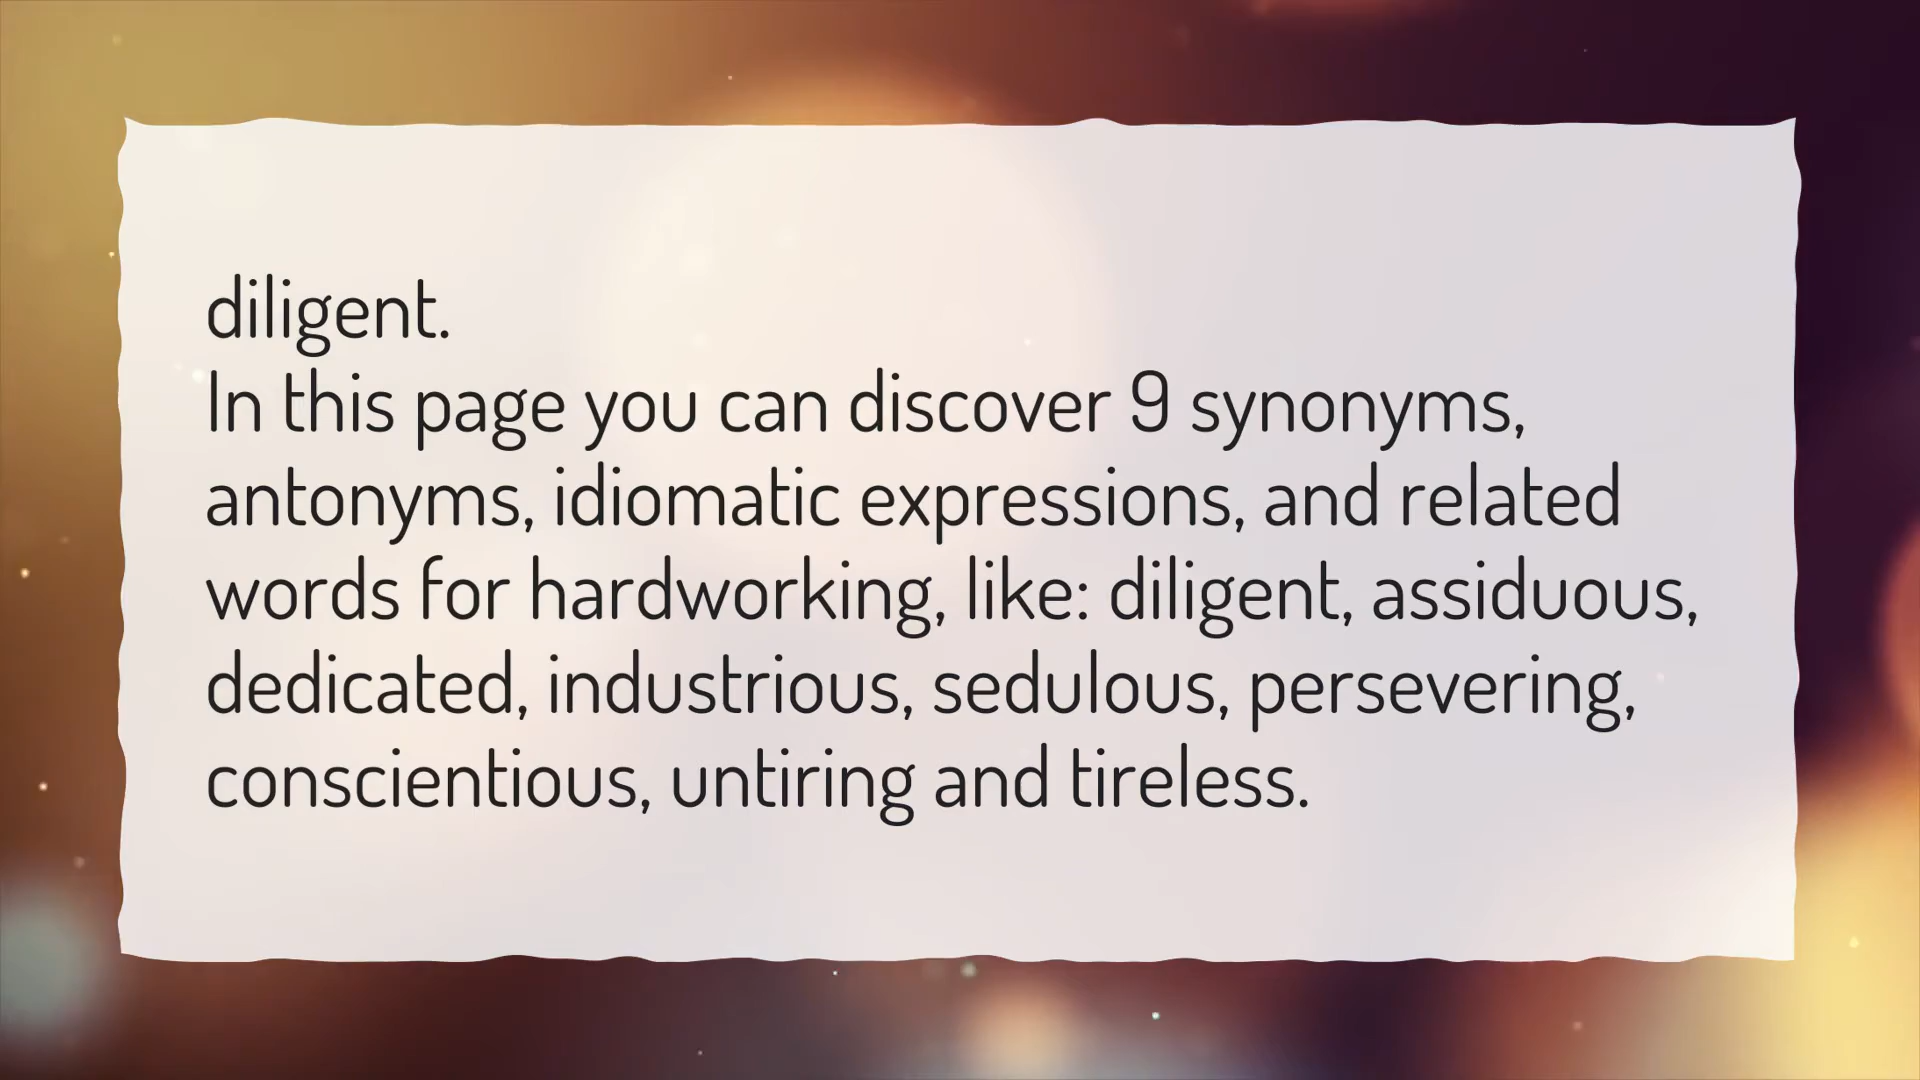 diligent.
In this page you can discover 9 synonyms,
antonyms, idiomatic expressions, and related
words for hardworking, like: diligent, assiduous,
dedicated, industrious, sedulous, persevering,
conscientious, untiring and tireless.